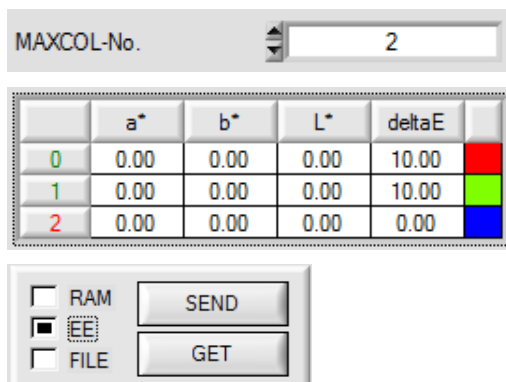 MAXCOL-No. 2
a* b* L* deltaE
0 0.00 0.00 0.00 10.00
1 0.00 0.00 0.00 10.00
2 0.00 0.00 0.00 0.00
RAM SEND
EE
FILE GET